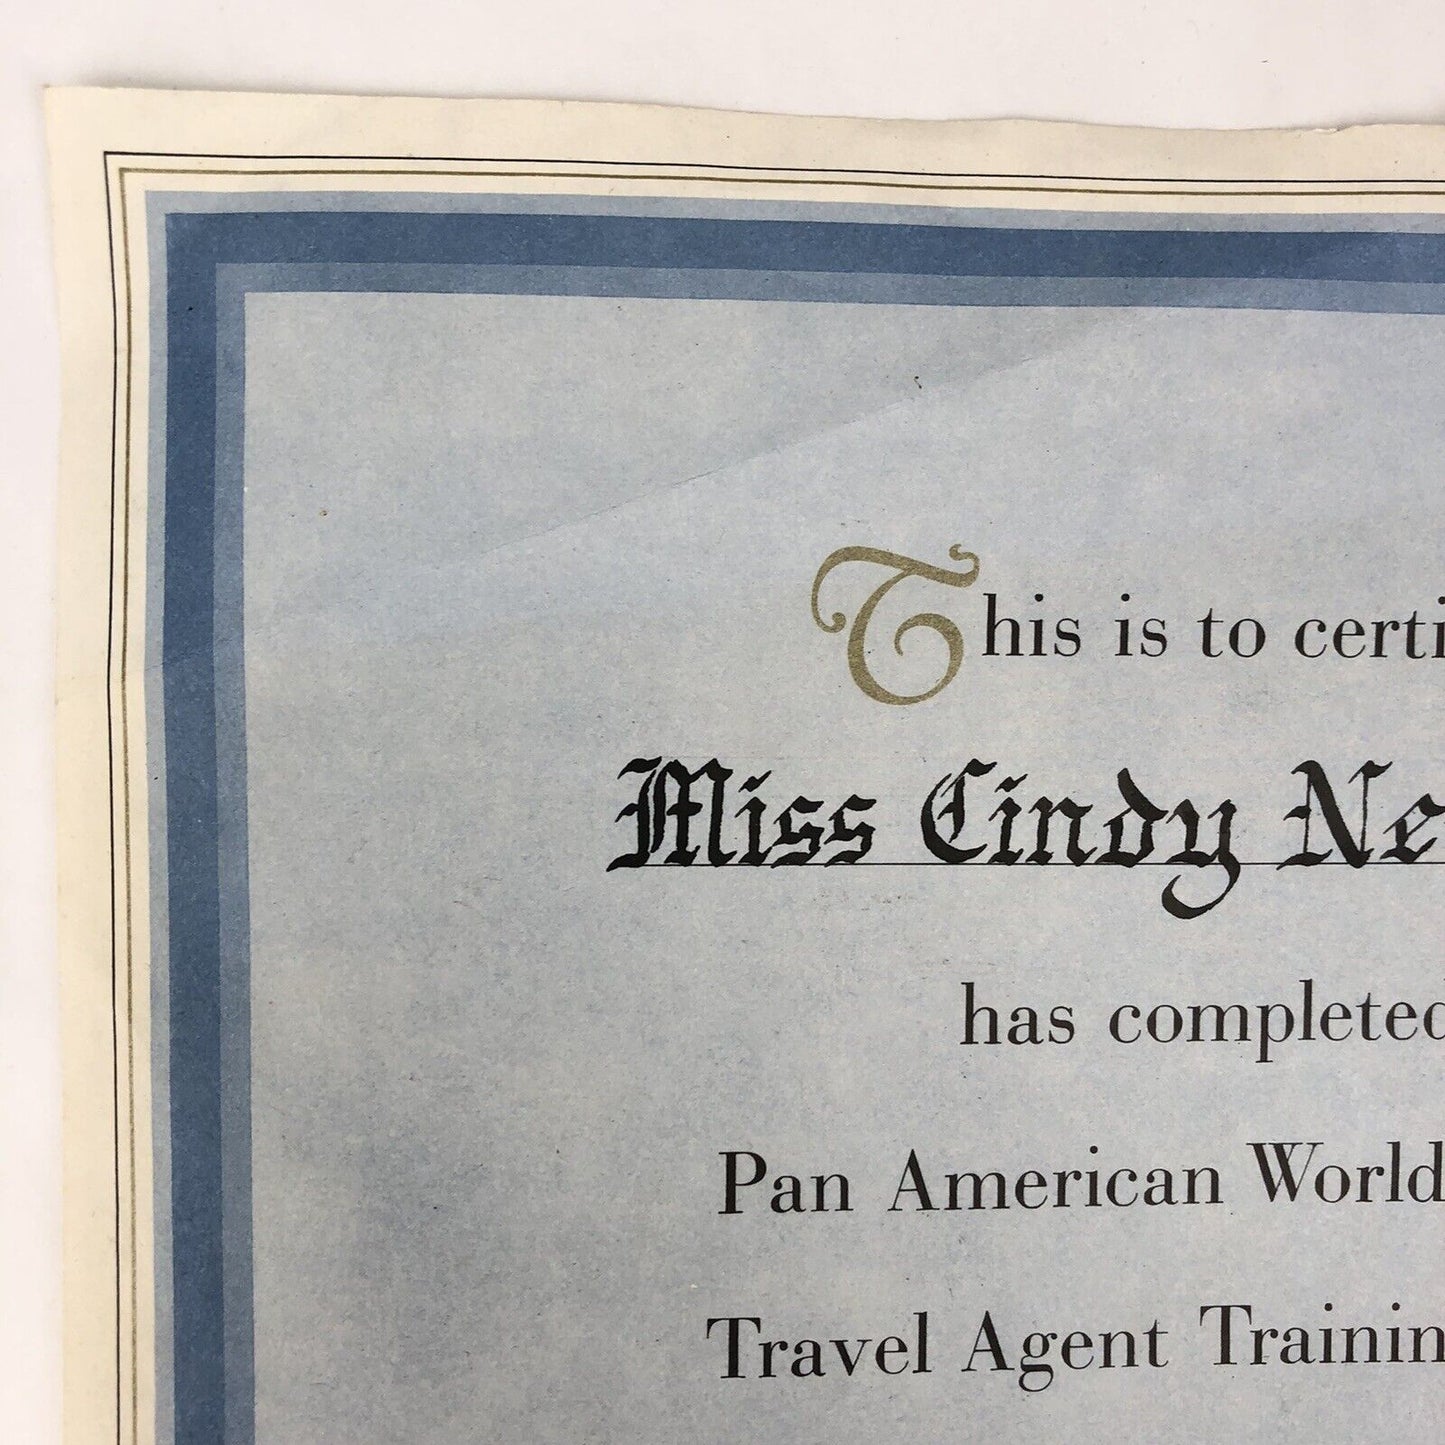 This is to certi
Miss Cindy Ne
has completed
Pan American World
Travel Agent Trainin